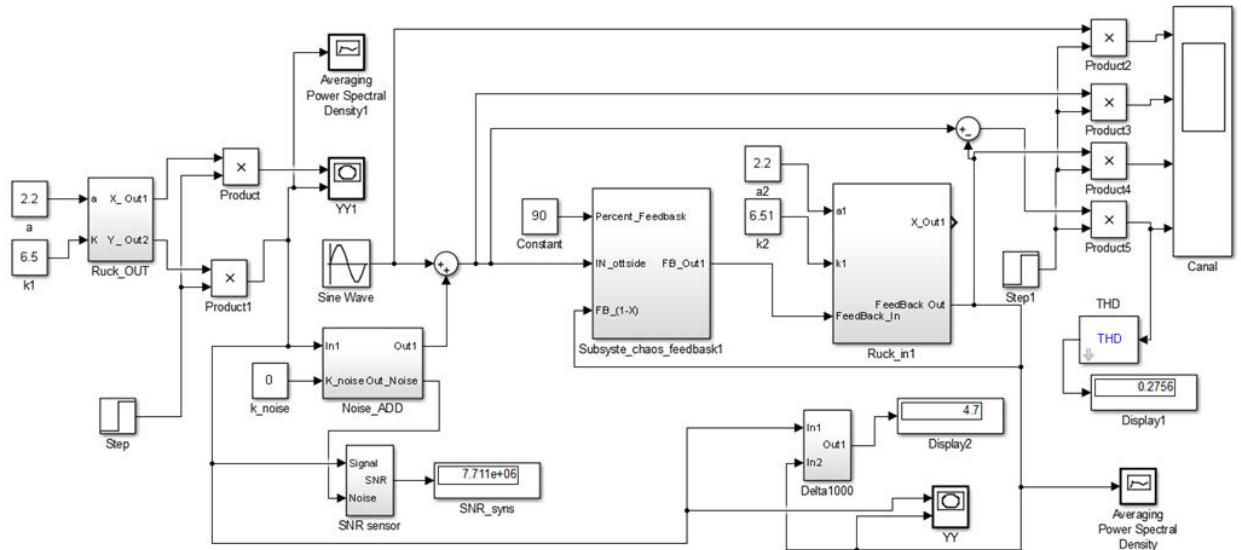 Averaging
Power Spectral
Density1
2.2
a
6.5
k1
a
K
X_ Out1
Y_ Out2
Ruck_OUT
×
Product
×
Product1
YY1
Sine Wave
+
+
In1
K_noise
Out1
Out_Noise
Noise_ADD
0
k_noise
Step
Signal
Noise
SNR
SNR sensor
7.711e+06
SNR_syns
90
Constant
Percent_Feedbask
IN_ottside
FB_(1-X)
FB_Out1
Subsyste_chaos_feedbask1
2.2
a2
6.51
k2
a1
k1
FeedBack_In
X_Out1
FeedBack Out
Ruck_in1
+
−
×
Product2
×
Product3
×
Product4
×
Product5
Canal
Step1
THD
THD
0.2756
Display1
In1
In2
Out1
Delta1000
4.7
Display2
YY
Averaging
Power Spectral
Density